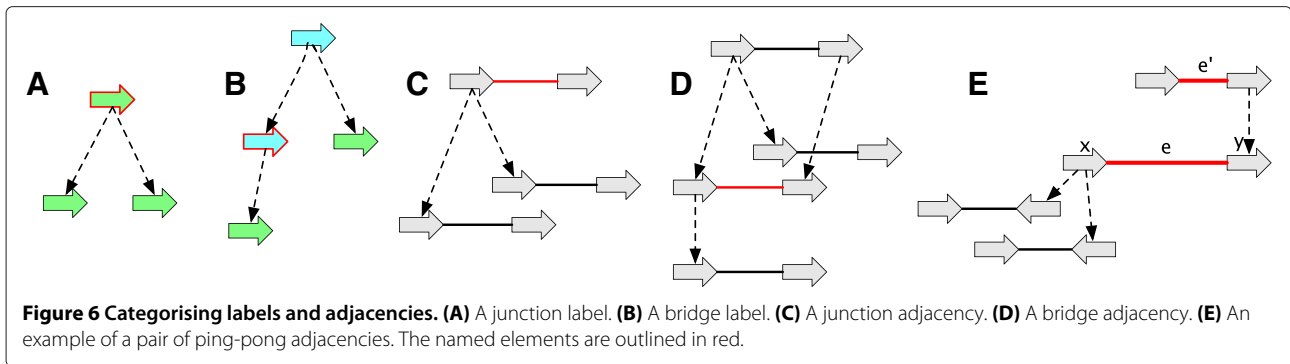 A
B
C
D
E
e'
x
e
y
Figure 6 Categorising labels and adjacencies. (A) A junction label. (B) A bridge label. (C) A junction adjacency. (D) A bridge adjacency. (E) An
example of a pair of ping-pong adjacencies. The named elements are outlined in red.